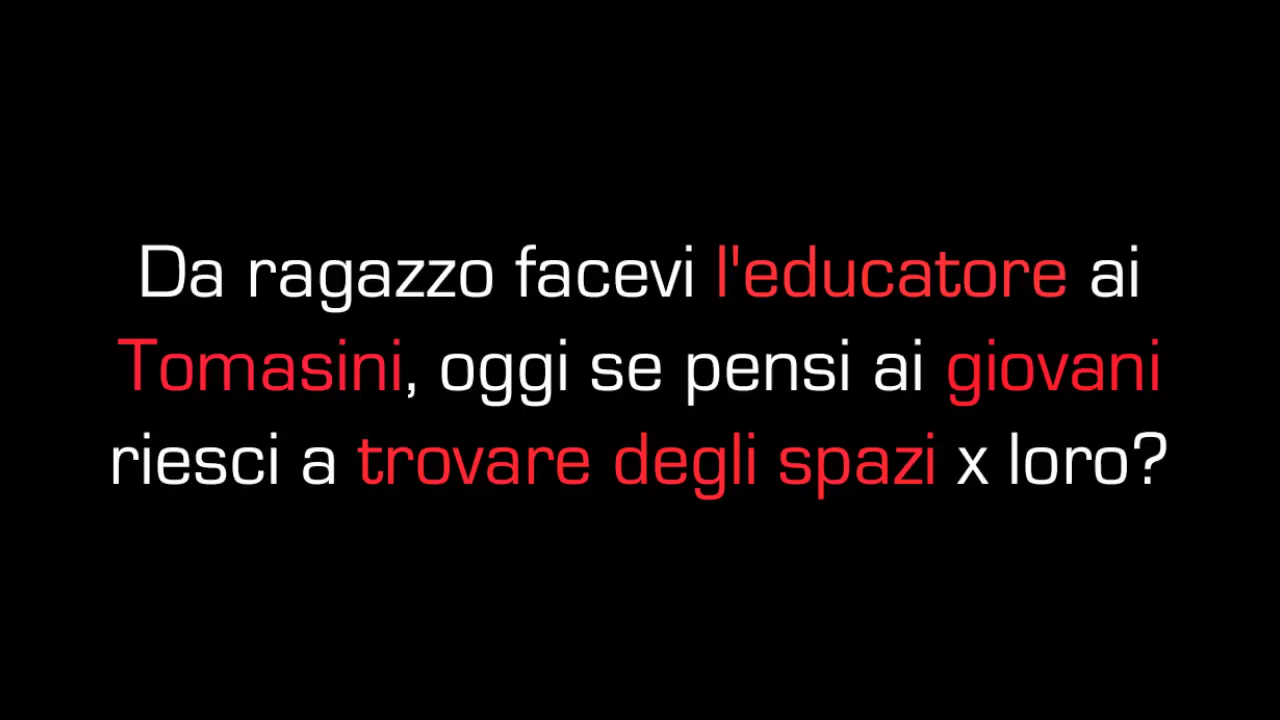 Da ragazzo facevi l'educatore ai
Tomasini, oggi se pensi ai giovani
riesci a trovare degli spazi x loro?